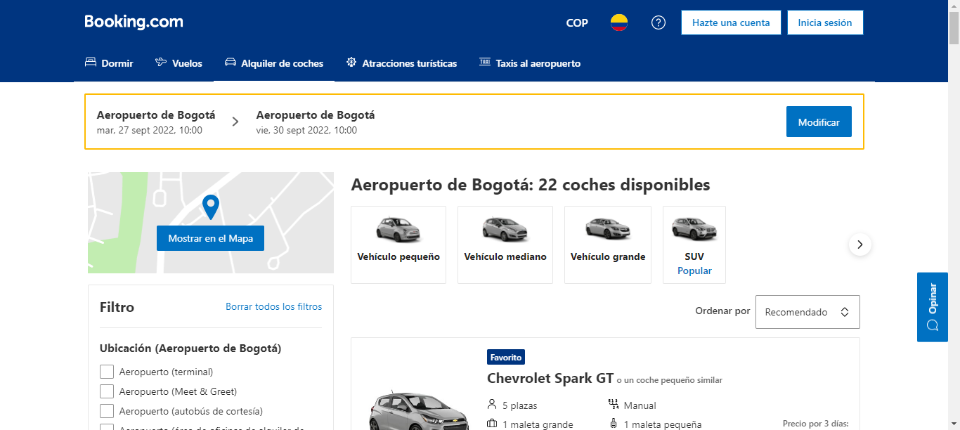 Booking.com
COP
Hazte una cuenta
Inicia sesión
Dormir
Vuelos
Alquiler de coches
Atracciones turísticas
Taxis al aeropuerto
Aeropuerto de Bogotá
mar. 27 sept 2022, 10:00
Aeropuerto de Bogotá
vie, 30 sept 2022, 10:00
Modificar
Mostrar en el Mapa
Filtro
Borrar todos los filtros
Ubicación (Aeropuerto de Bogotá)
Aeropuerto (terminal)
Aeropuerto (Meet & Greet)
Aeropuerto (autobús de cortesía)
Aeropuerto de Bogotá: 22 coches disponibles
Vehículo pequeño
Vehículo mediano
Vehículo grande
SUV
Popular
Ordenar por
Recomendado
Favorito
Chevrolet Spark GT o un coche pequeño similar
5 plazas
Manual
1 maleta grande
1 maleta pequeña
Precio por 3 días:
Opinar